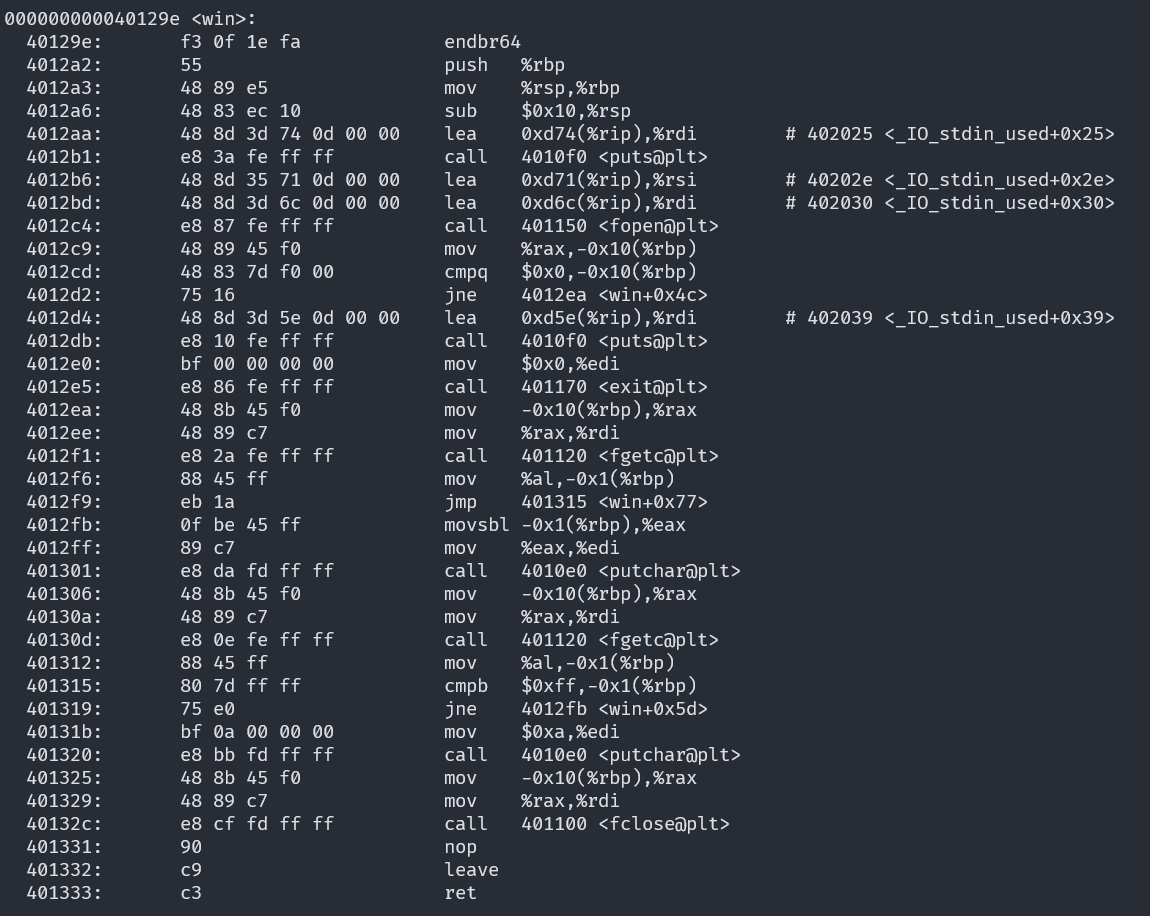 000000000040129e <win>:
  40129e:       f3 0f 1e fa             endbr64
  4012a2:       55                      push   %rbp
  4012a3:       48 89 e5                mov    %rsp,%rbp
  4012a6:       48 83 ec 10             sub    $0x10,%rsp
  4012aa:       48 8d 3d 74 0d 00 00    lea    0xd74(%rip),%rdi        # 402025 <_IO_stdin_used+0x25>
  4012b1:       e8 3a fe ff ff          call   4010f0 <puts@plt>
  4012b6:       48 8d 35 71 0d 00 00    lea    0xd71(%rip),%rsi        # 40202e <_IO_stdin_used+0x2e>
  4012bd:       48 8d 3d 6c 0d 00 00    lea    0xd6c(%rip),%rdi        # 402030 <_IO_stdin_used+0x30>
  4012c4:       e8 87 fe ff ff          call   401150 <fopen@plt>
  4012c9:       48 89 45 f0             mov    %rax,-0x10(%rbp)
  4012cd:       48 83 7d f0 00          cmpq   $0x0,-0x10(%rbp)
  4012d2:       75 16                   jne    4012ea <win+0x4c>
  4012d4:       48 8d 3d 5e 0d 00 00    lea    0xd5e(%rip),%rdi        # 402039 <_IO_stdin_used+0x39>
  4012db:       e8 10 fe ff ff          call   4010f0 <puts@plt>
  4012e0:       bf 00 00 00 00          mov    $0x0,%edi
  4012e5:       e8 86 fe ff ff          call   401170 <exit@plt>
  4012ea:       48 8b 45 f0             mov    -0x10(%rbp),%rax
  4012ee:       48 89 c7                mov    %rax,%rdi
  4012f1:       e8 2a fe ff ff          call   401120 <fgetc@plt>
  4012f6:       88 45 ff                mov    %al,-0x1(%rbp)
  4012f9:       eb 1a                   jmp    401315 <win+0x77>
  4012fb:       0f be 45 ff             movsbl -0x1(%rbp),%eax
  4012ff:       89 c7                   mov    %eax,%edi
  401301:       e8 da fd ff ff          call   4010e0 <putchar@plt>
  401306:       48 8b 45 f0             mov    -0x10(%rbp),%rax
  40130a:       48 89 c7                mov    %rax,%rdi
  40130d:       e8 0e fe ff ff          call   401120 <fgetc@plt>
  401312:       88 45 ff                mov    %al,-0x1(%rbp)
  401315:       80 7d ff ff             cmpb   $0xff,-0x1(%rbp)
  401319:       75 e0                   jne    4012fb <win+0x5d>
  40131b:       bf 0a 00 00 00          mov    $0xa,%edi
  401320:       e8 bb fd ff ff          call   4010e0 <putchar@plt>
  401325:       48 8b 45 f0             mov    -0x10(%rbp),%rax
  401329:       48 89 c7                mov    %rax,%rdi
  40132c:       e8 cf fd ff ff          call   401100 <fclose@plt>
  401331:       90                      nop
  401332:       c9                      leave
  401333:       c3                      ret